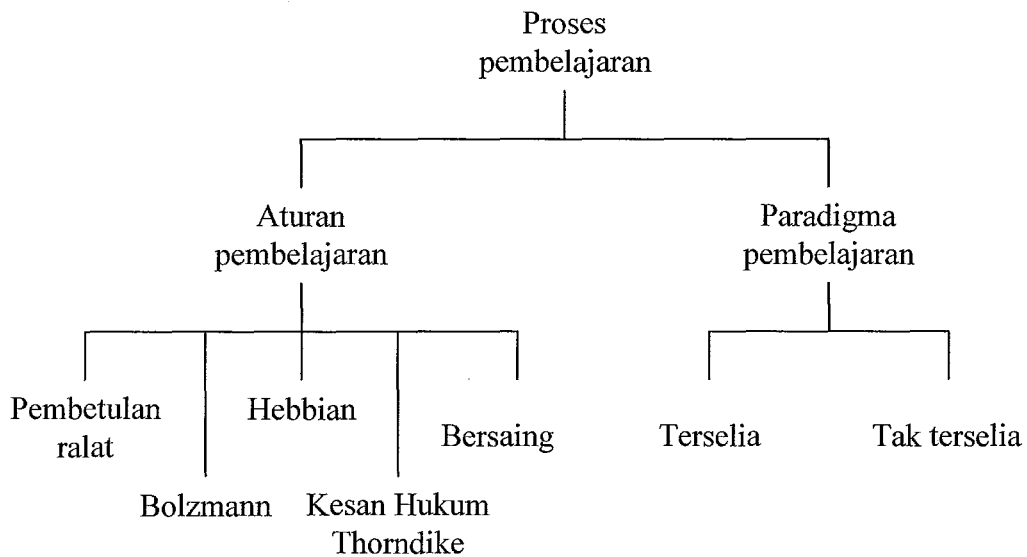 Proses
pembelajaran
Aturan
pembelajaran
Paradigma
pembelajaran
Pembetulan
ralat
Bolzmann
Hebbian
Kesan Hukum
Thorndike
Bersaing
Terselia
Tak terselia